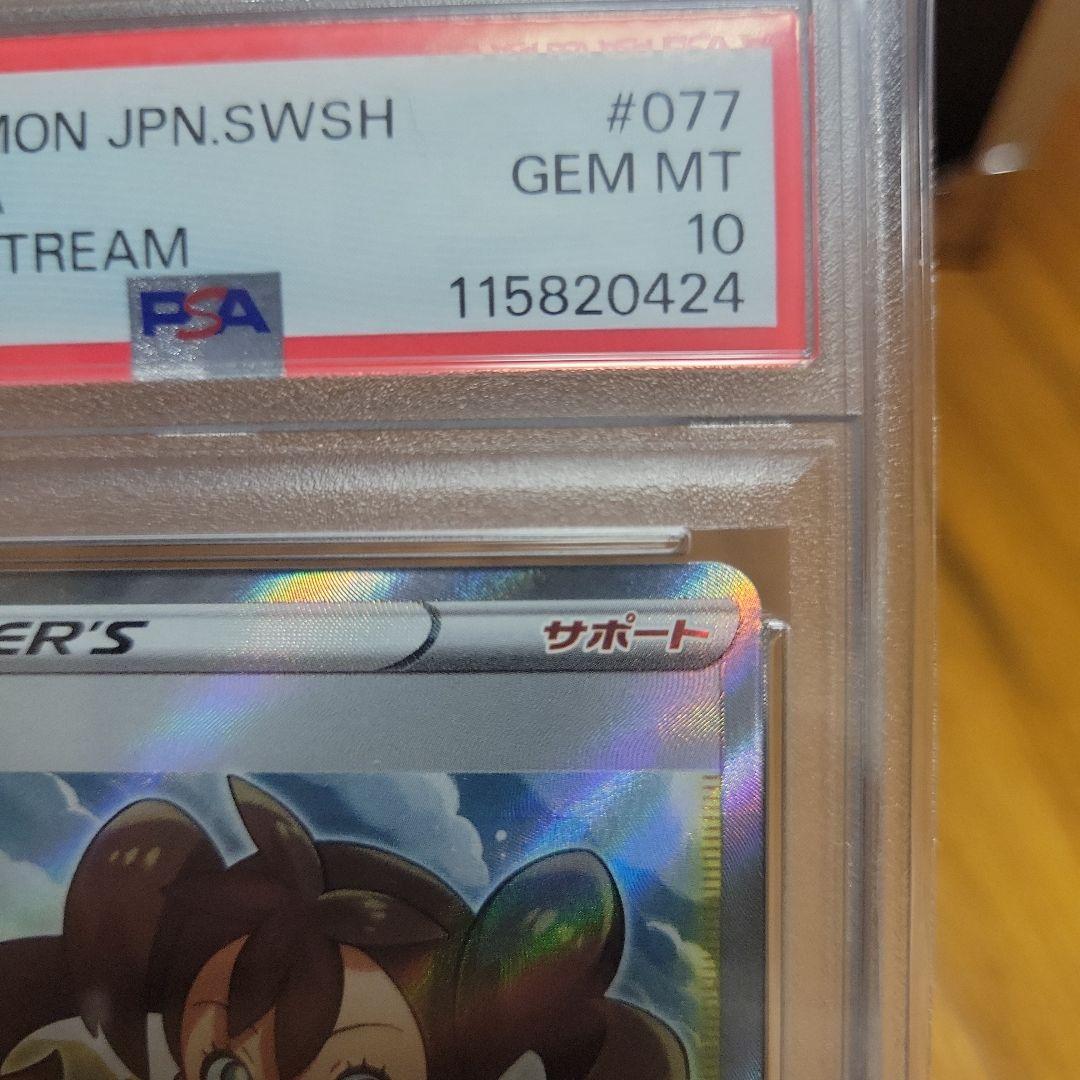 MON JPN.SWSH #077
GEM MT
TREAM 10
PSA 115820424
ER'S サポート